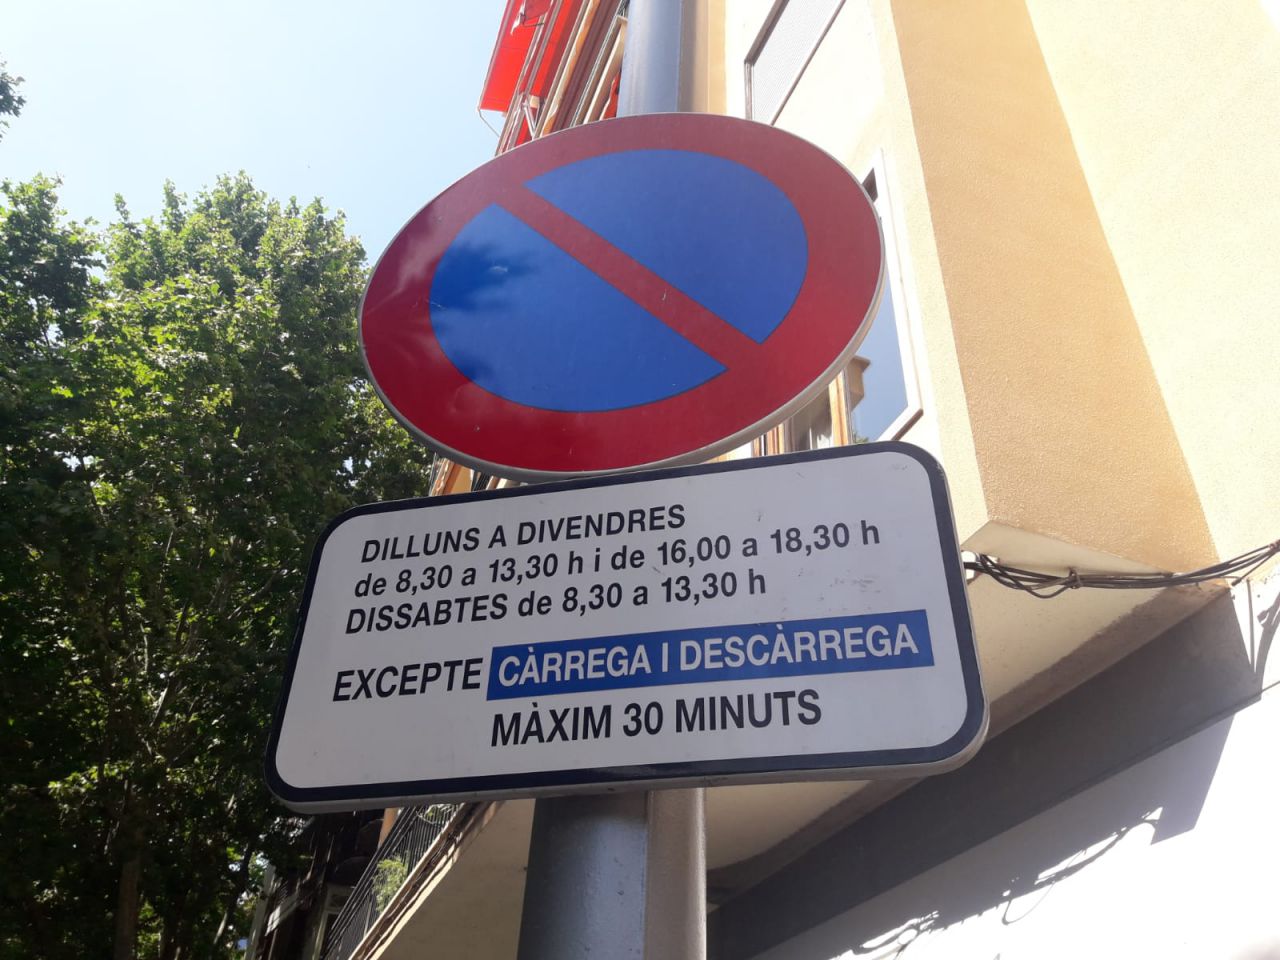 DILLUNS A DIVENDRES
de 8,30 a 13,30 h i de 16,00 a 18,30 h
DISSABTES de 8,30 a 13,30 h
EXCEPTE CÀRREGA I DESCÀRREGA
MÀXIM 30 MINUTS